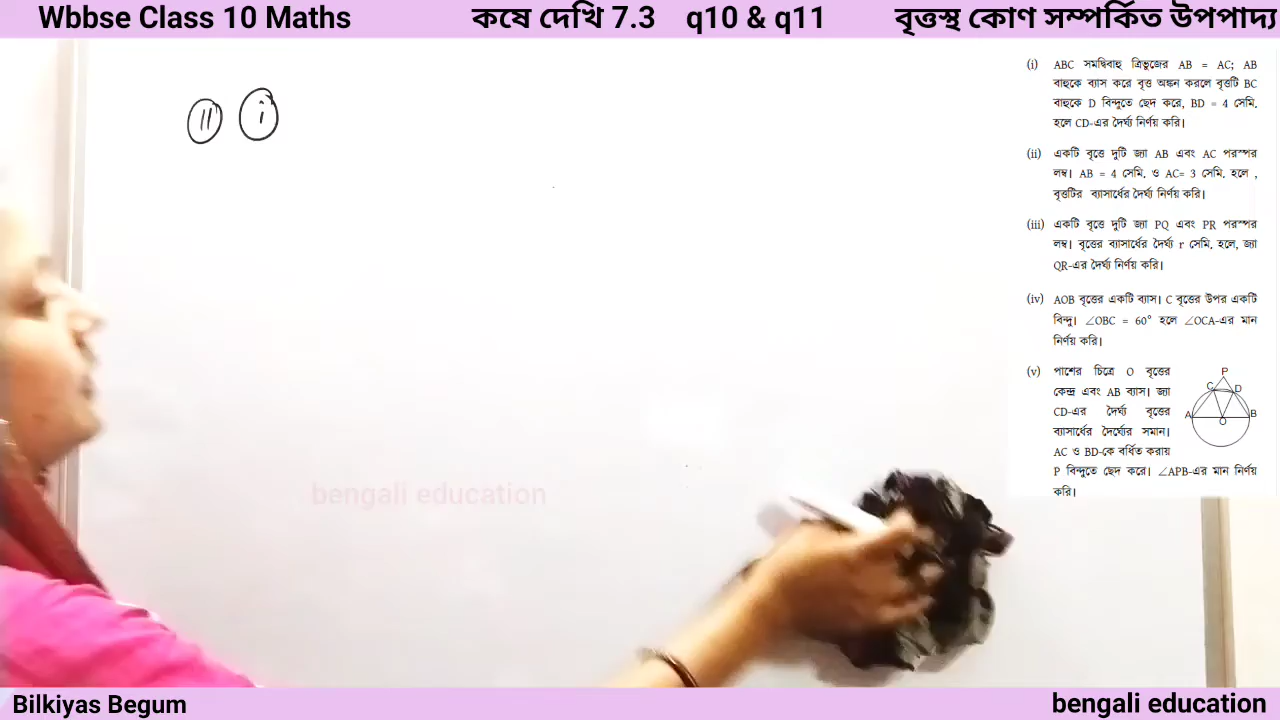 Wbbse Class 10 Maths কষে দেখি 7.3 q10 & q11 বৃত্তস্থ কোণ সম্পর্কিত উপপাদ্য
11 i
(i) ABC সমদ্বিবাহু ত্রিভুজের AB = AC; AB
বাহুকে ব্যাস করে বৃত্ত অঙ্কন করলে বৃত্তটি BC
বাহুকে D বিন্দুতে ছেদ করে, BD = 4 সেমি,
হলে CD-এর দৈর্ঘ্য নির্ণয় করি।
(ii) একটি বৃত্তে দুটি জ্যা AB এবং AC পরস্পর
লম্ব। AB = 4 সেমি, ও AC= 3 সেমি, হলে ,
বৃত্তটির ব্যাসার্ধের দৈর্ঘ্য নির্ণয় করি।
(iii) একটি বৃত্তে দুটি জ্যা PQ এবং PR পরস্পর
লম্ব। বৃত্তের ব্যাসার্ধের দৈর্ঘ্য r সেমি, হলে, জ্যা
QR-এর দৈর্ঘ্য নির্ণয় করি।
(iv) AOB বৃত্তের একটি ব্যাস। C বৃত্তের উপর একটি
বিন্দু। ∠OBC = 60° হলে ∠OCA-এর মান
নির্ণয় করি।
(v) পাশের চিত্রে O বৃত্তের
কেন্দ্র এবং AB ব্যাস। জ্যা
CD-এর দৈর্ঘ্য বৃত্তের
ব্যাসার্ধের দৈর্ঘ্যের সমান।
AC ও BD-কে বর্ধিত করায়
P বিন্দুতে ছেদ করে। ∠APB-এর মান নির্ণয়
করি।
P
C D
A O B
bengali education
Bilkiyas Begum bengali education